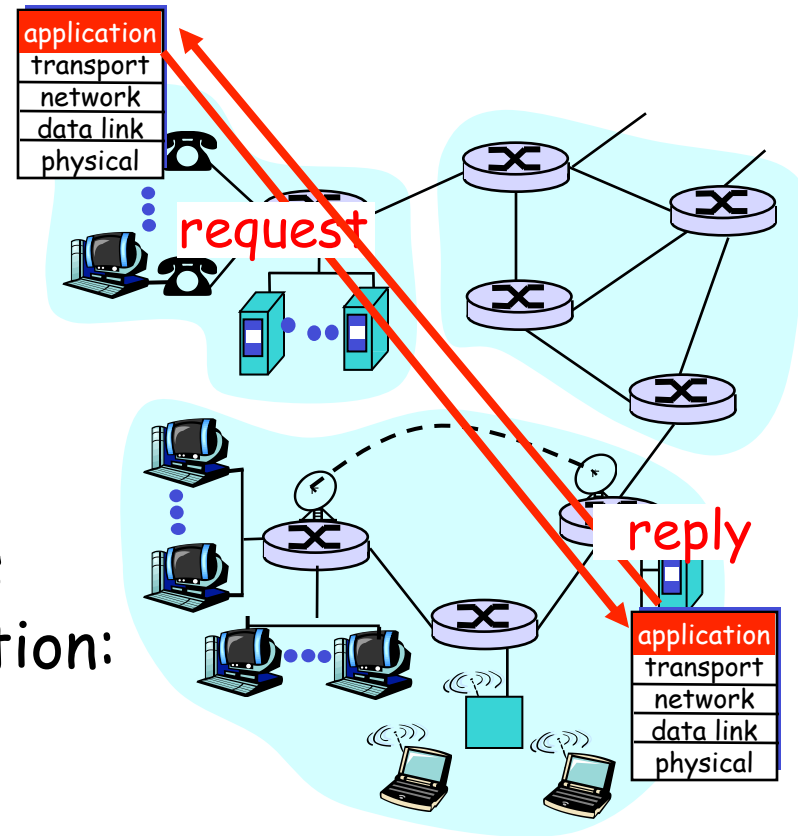 application
transport
network
data link
physical
request
reply
tion:
application
transport
network
data link
physical